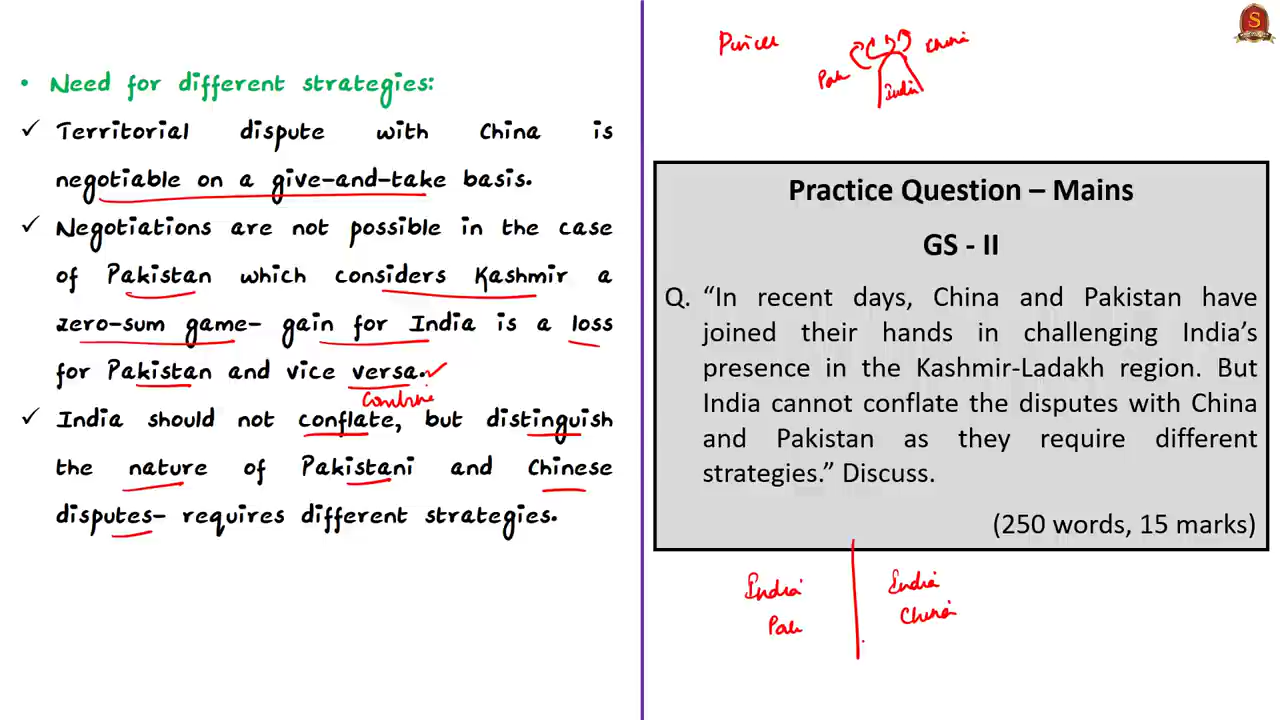 • Need for different strategies:
✓ Territorial dispute with China is
negotiable on a give-and-take basis.
✓ Negotiations are not possible in the case
of Pakistan which considers Kashmir a
zero-sum game- gain for India is a loss
for Pakistan and vice versa.
Combine
✓ India should not conflate, but distinguish
the nature of Pakistani and Chinese
disputes- requires different strategies.
China
Pak
India
S
Practice Question – Mains
GS - II
Q. “In recent days, China and Pakistan have
joined their hands in challenging India’s
presence in the Kashmir-Ladakh region. But
India cannot conflate the disputes with China
and Pakistan as they require different
strategies.” Discuss.
(250 words, 15 marks)
India India
Pak China